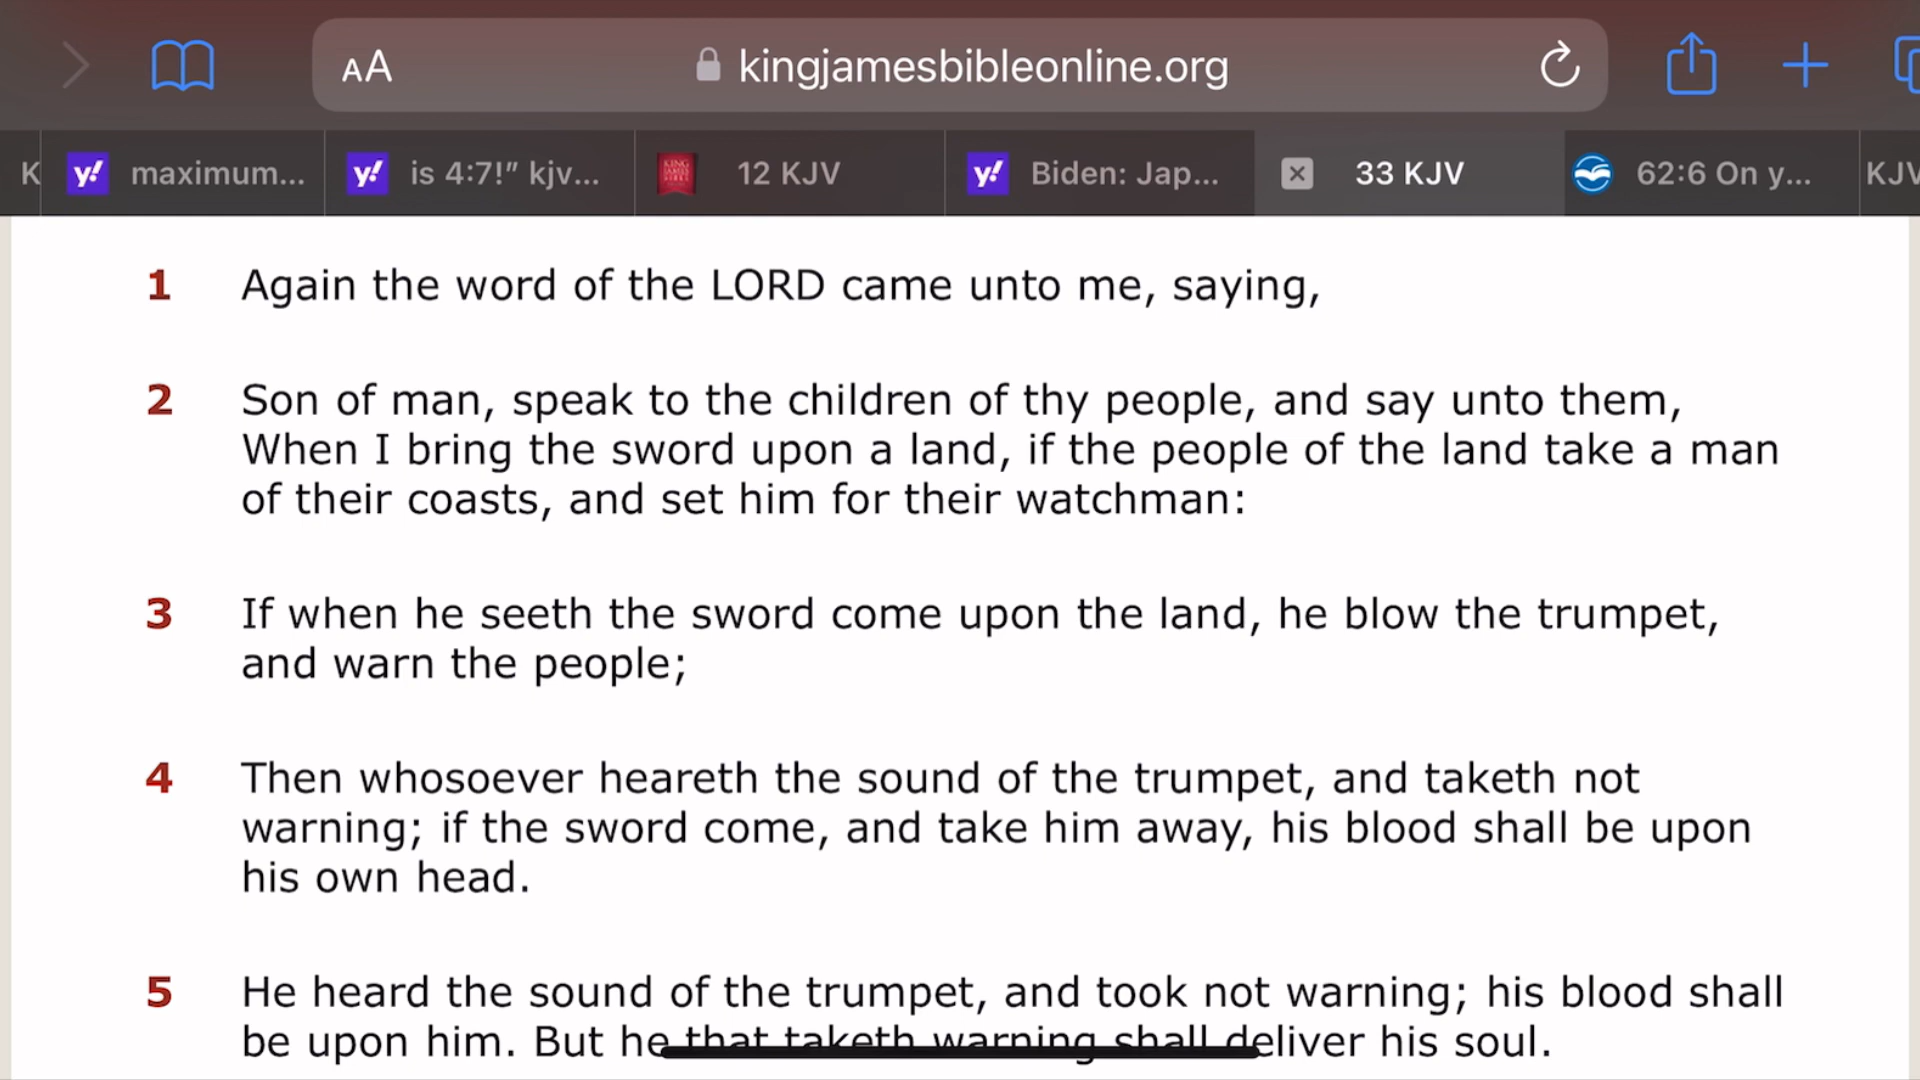 AA kingjamesbibleonline.org
K y! maximum... y! is 4:7!” kjv... KING JAMES BIBLE 12 KJV y! Biden: Jap... 33 KJV 62:6 On y... KJV
1 Again the word of the LORD came unto me, saying,
2 Son of man, speak to the children of thy people, and say unto them,
When I bring the sword upon a land, if the people of the land take a man
of their coasts, and set him for their watchman:
3 If when he seeth the sword come upon the land, he blow the trumpet,
and warn the people;
4 Then whosoever heareth the sound of the trumpet, and taketh not
warning; if the sword come, and take him away, his blood shall be upon
his own head.
5 He heard the sound of the trumpet, and took not warning; his blood shall
be upon him. But he that taketh warning shall deliver his soul.